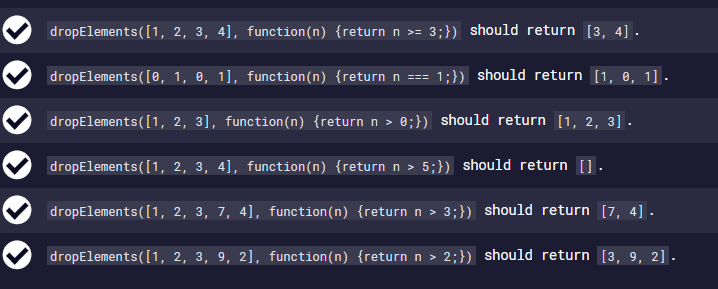 dropElements([1, 2, 3, 4], function(n) {return n >= 3;}) should return [3, 4].
dropElements([0, 1, 0, 1], function(n) {return n === 1;}) should return [1, 0, 1].
dropElements([1, 2, 3], function(n) {return n > 0;}) should return [1, 2, 3].
dropElements([1, 2, 3, 4], function(n) {return n > 5;}) should return [].
dropElements([1, 2, 3, 7, 4], function(n) {return n > 3;}) should return [7, 4].
dropElements([1, 2, 3, 9, 2], function(n) {return n > 2;}) should return [3, 9, 2].